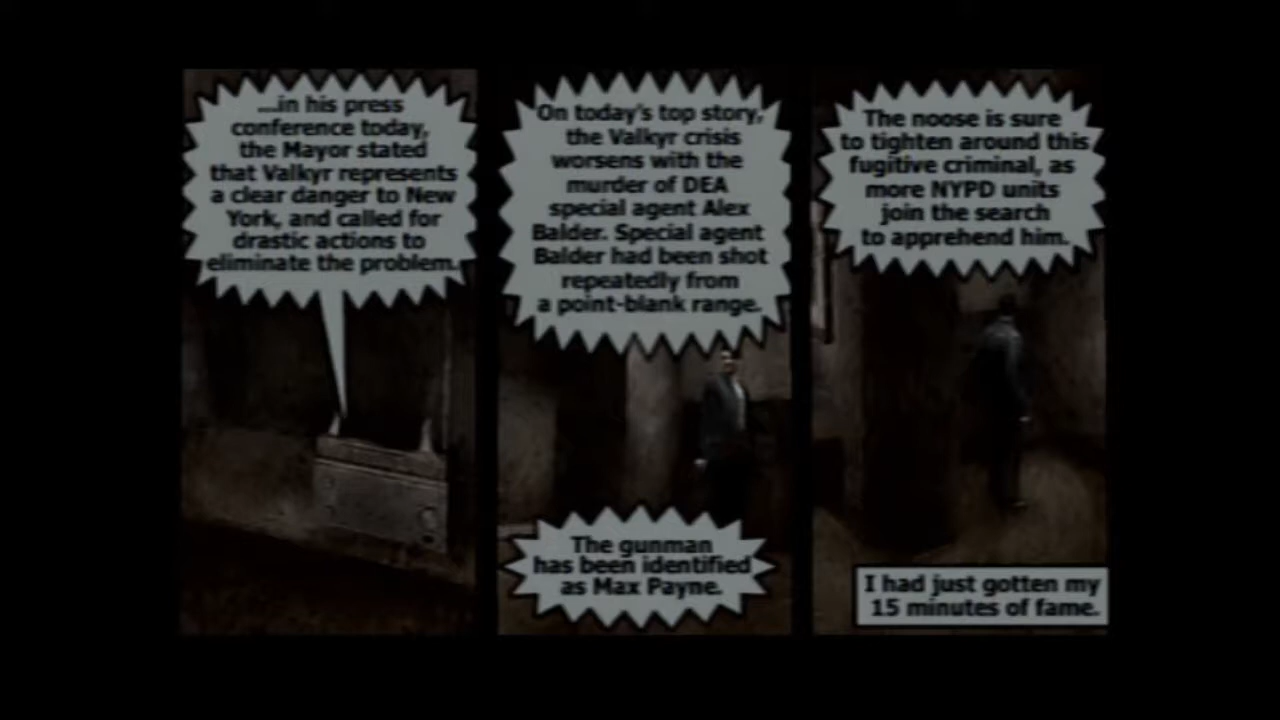 ...in his press
conference today,
the Mayor stated
that Valkyr represents
a clear danger to New
York, and called for
drastic actions to
eliminate the problem.
On today's top story,
the Valkyr crisis
worsens with the
murder of DEA
special agent Alex
Balder. Special agent
Balder had been shot
repeatedly from
a point-blank range.
The gunman
has been identified
as Max Payne.
The noose is sure
to tighten around this
fugitive criminal, as
more NYPD units
join the search
to apprehend him.
I had just gotten my
15 minutes of fame.